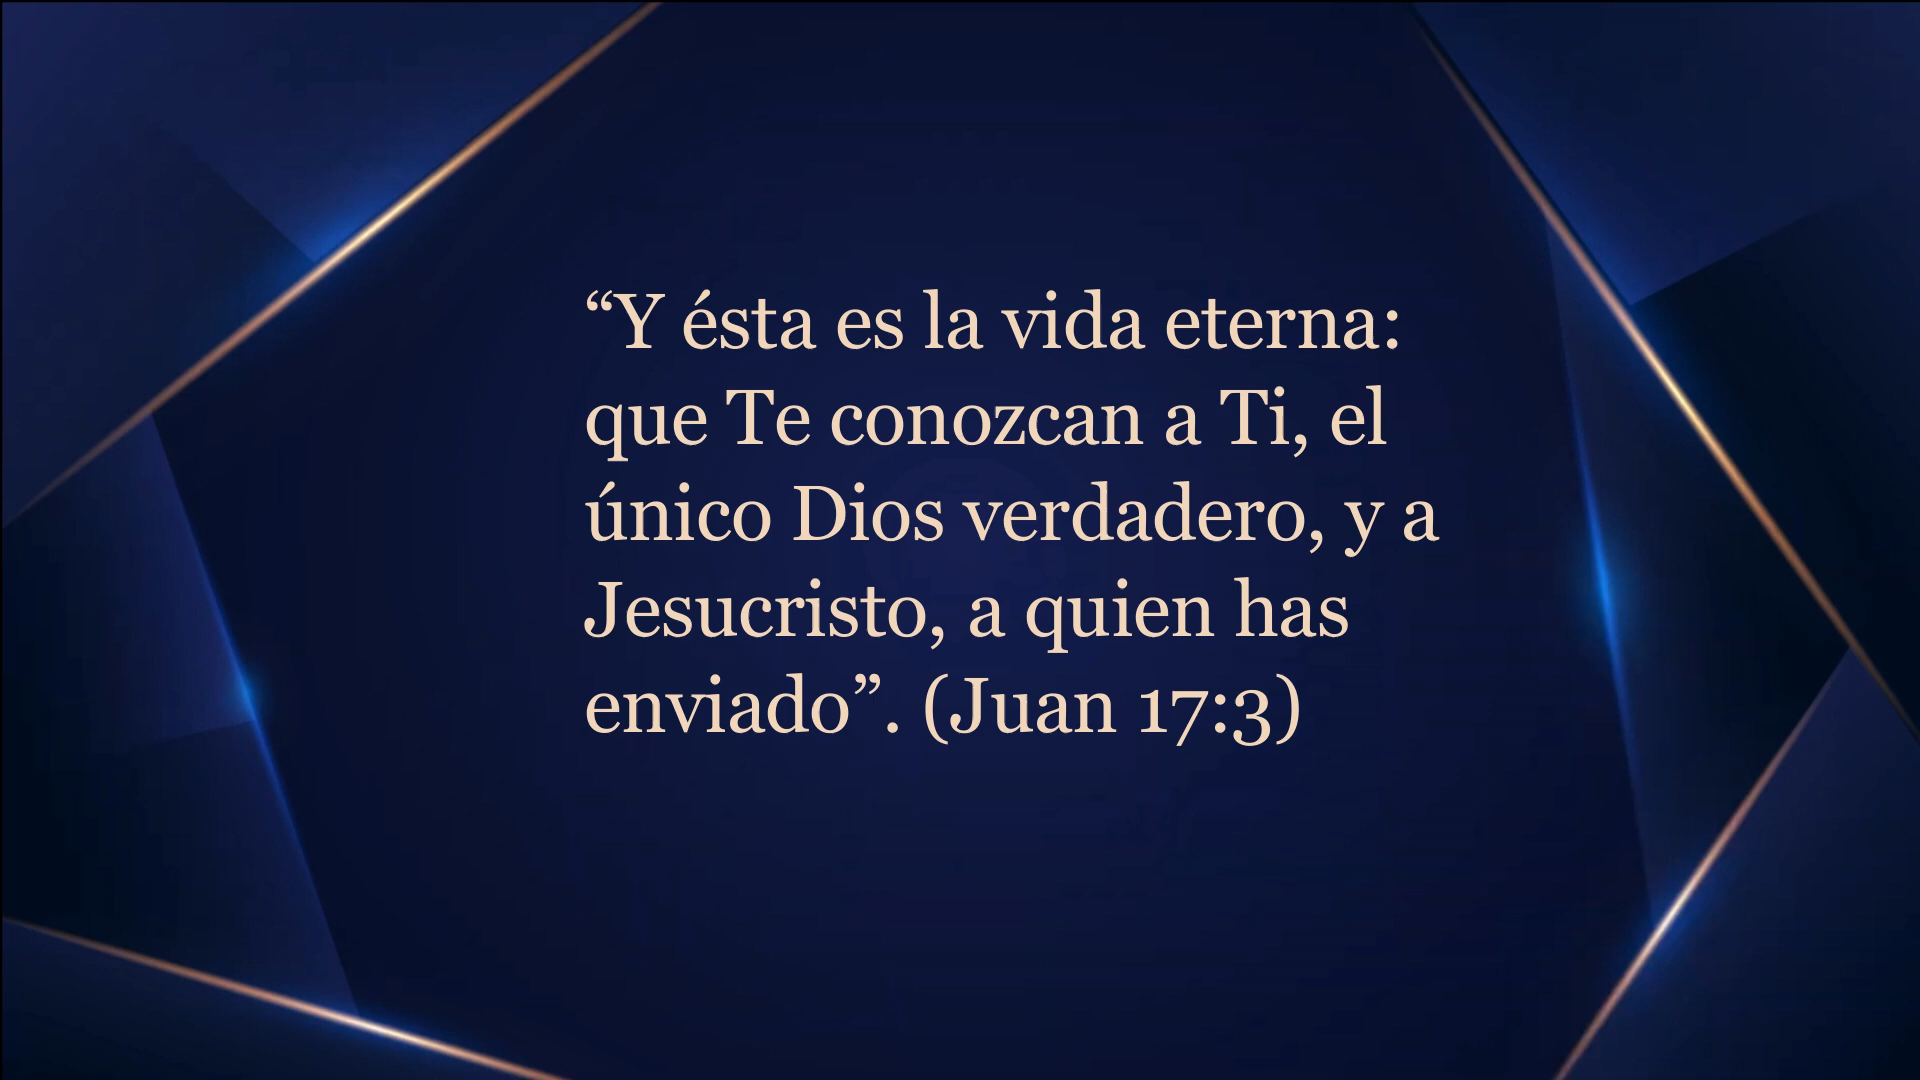 “Y ésta es la vida eterna:
que Te conozcan a Ti, el
único Dios verdadero, y a
Jesucristo, a quien has
enviado”. (Juan 17:3)